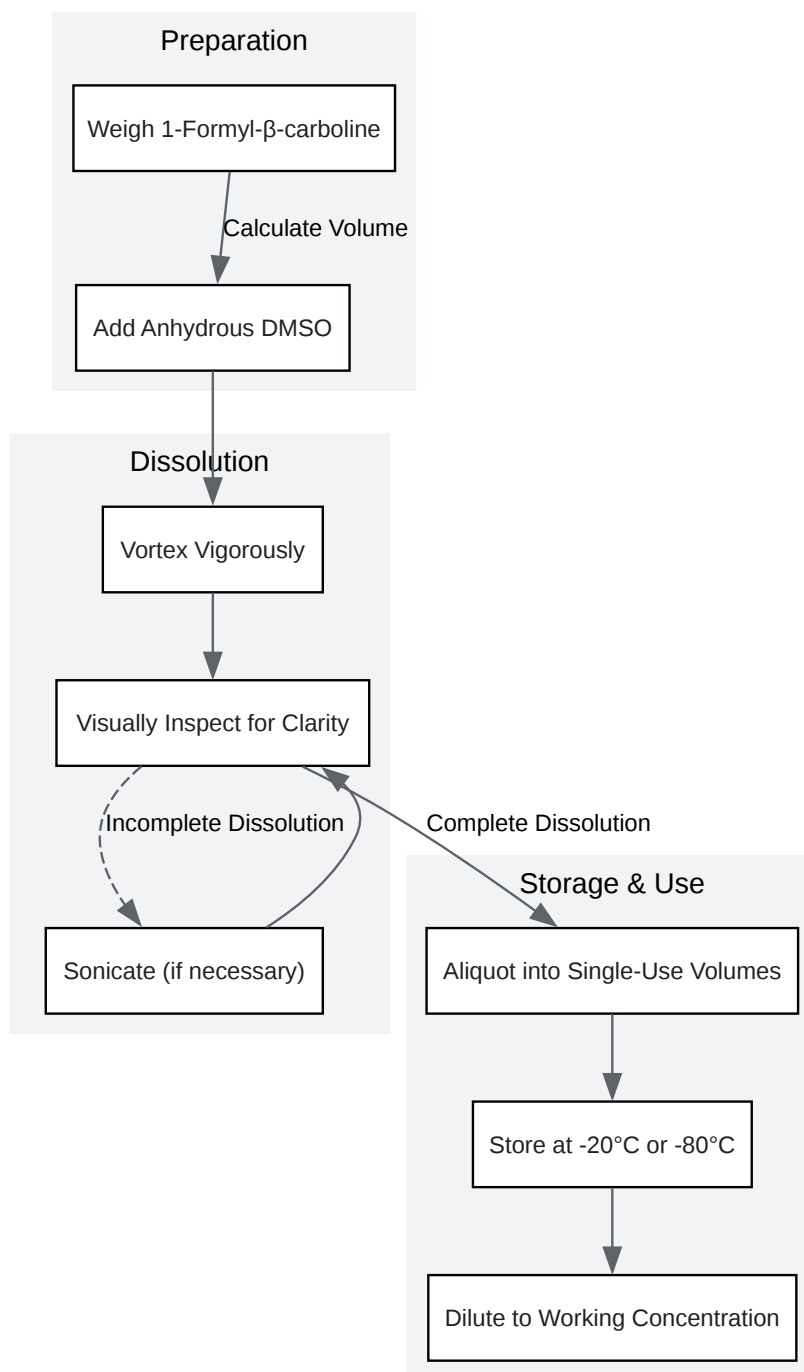 Preparation
Weigh 1-Formyl-β-carboline
Calculate Volume
Add Anhydrous DMSO
Dissolution
Vortex Vigorously
Visually Inspect for Clarity
Incomplete Dissolution
Complete Dissolution
Storage & Use
Sonicate (if necessary)
Aliquot into Single-Use Volumes
Store at -20°C or -80°C
Dilute to Working Concentration